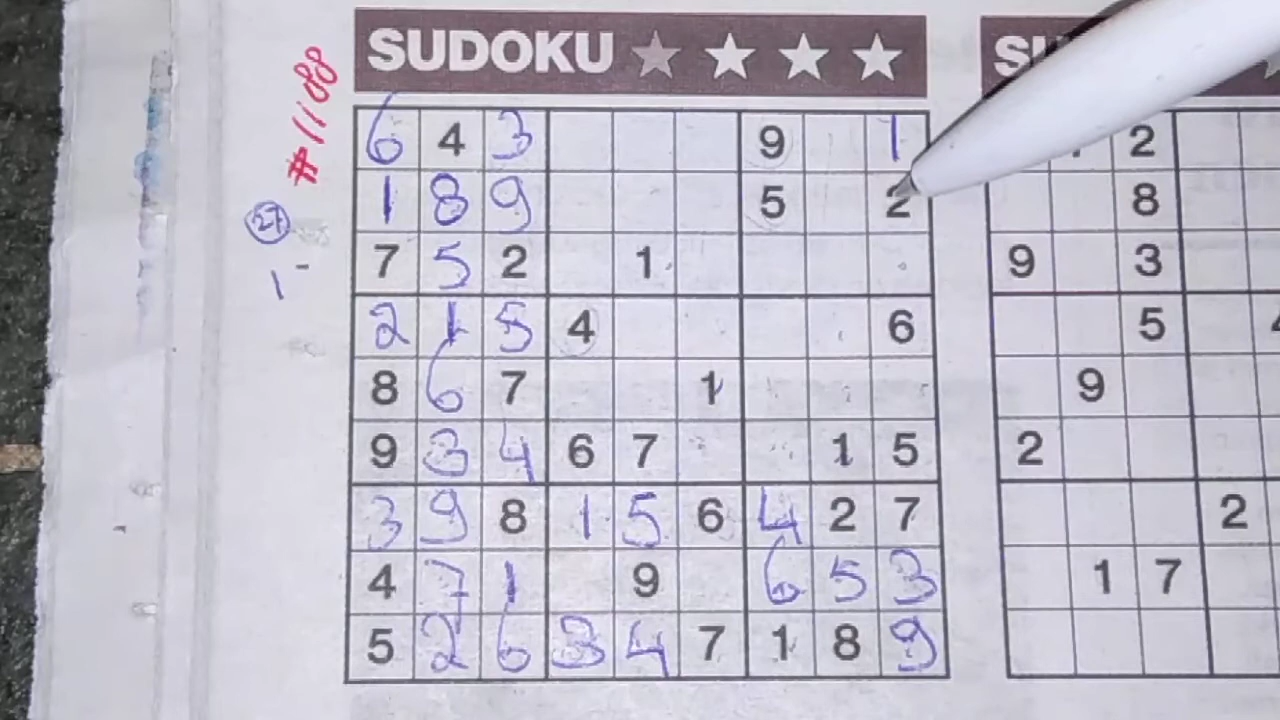 SUDOKU
#1108
6 4 3 9 1
1 8 9 5 2
27
7 5 2 1
1 -
2 1 5 4 6
8 6 7 1
9 3 4 6 7 1 5
3 9 8 1 5 6 4 2 7
4 7 1 9 6 5 3
5 2 6 3 4 7 1 8 9
2
8
9 3
5
9
2
2
1 7